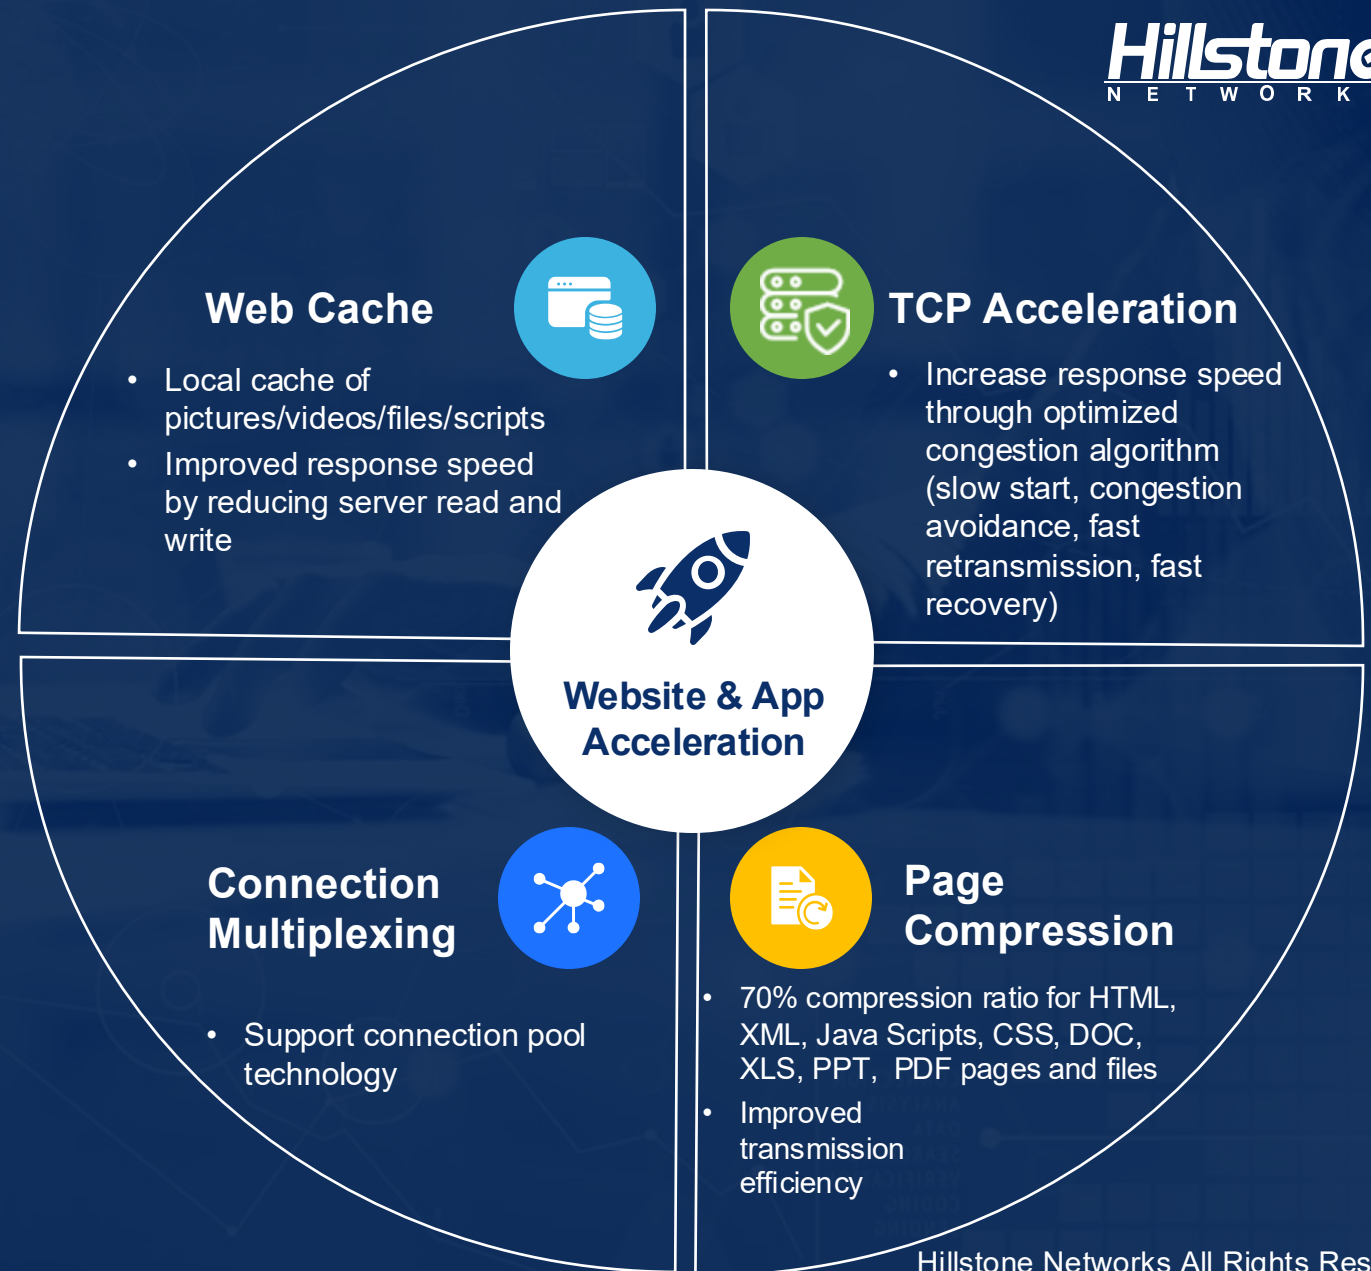 Hillstone
NETWORK
Web Cache
• Local cache of
pictures/videos/files/scripts
• Improved response speed
by reducing server read and
write
TCP Acceleration
• Increase response speed
through optimized
congestion algorithm
(slow start, congestion
avoidance, fast
retransmission, fast
recovery)
Website & App
Acceleration
Connection
Multiplexing
• Support connection pool
technology
Page
Compression
• 70% compression ratio for HTML,
XML, Java Scripts, CSS, DOC,
XLS, PPT, PDF pages and files
• Improved
transmission
efficiency
Hillstone Networks All Rights Res